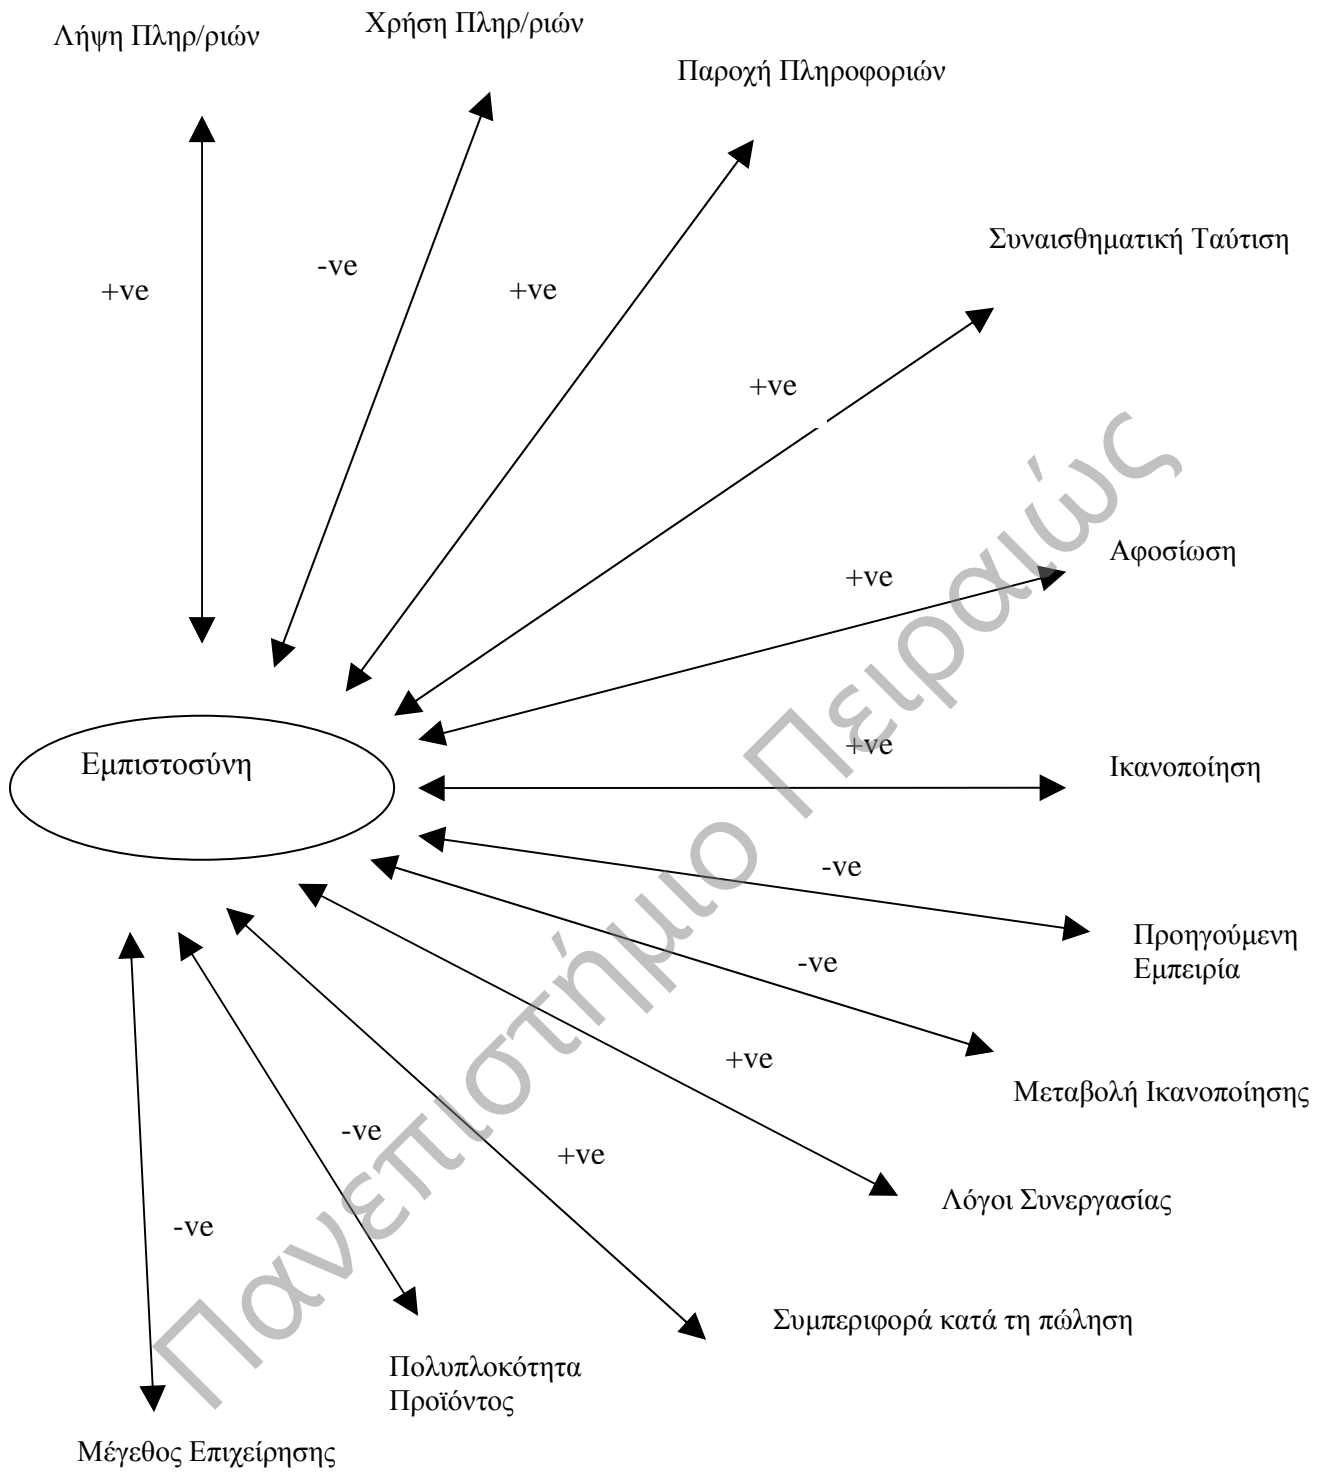 Χρήση Πληρ/ριών
Λήψη Πληρ/ριών
Παροχή Πληροφοριών
Συναισθηματική Ταύτιση
-ve
+ve
+ve
+ve
Αφοσίωση
+ve
+ve
Ικανοποίηση
Εμπιστοσύνη
-ve
Προηγούμενη
Εμπειρία
-ve
+ve
Μεταβολή Ικανοποίησης
-ve
+ve
Λόγοι Συνεργασίας
-ve
Συμπεριφορά κατά τη πώληση
Πολυπλοκότητα
Προϊόντος
Μέγεθος Επιχείρησης
Πανεπιστήμιο Πειραιώς